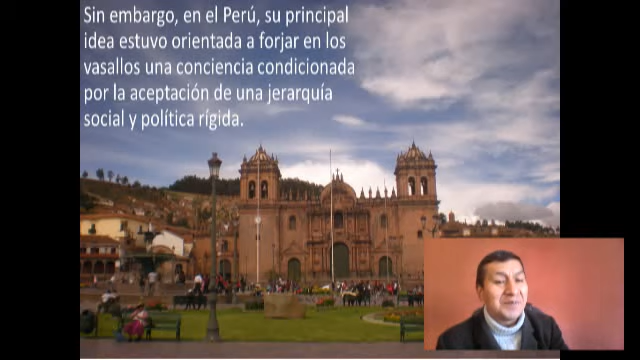 Sin embargo, en el Perú, su principal
idea estuvo orientada a forjar en los
vasallos una conciencia condicionada
por la aceptación de una jerarquía
social y política rígida.